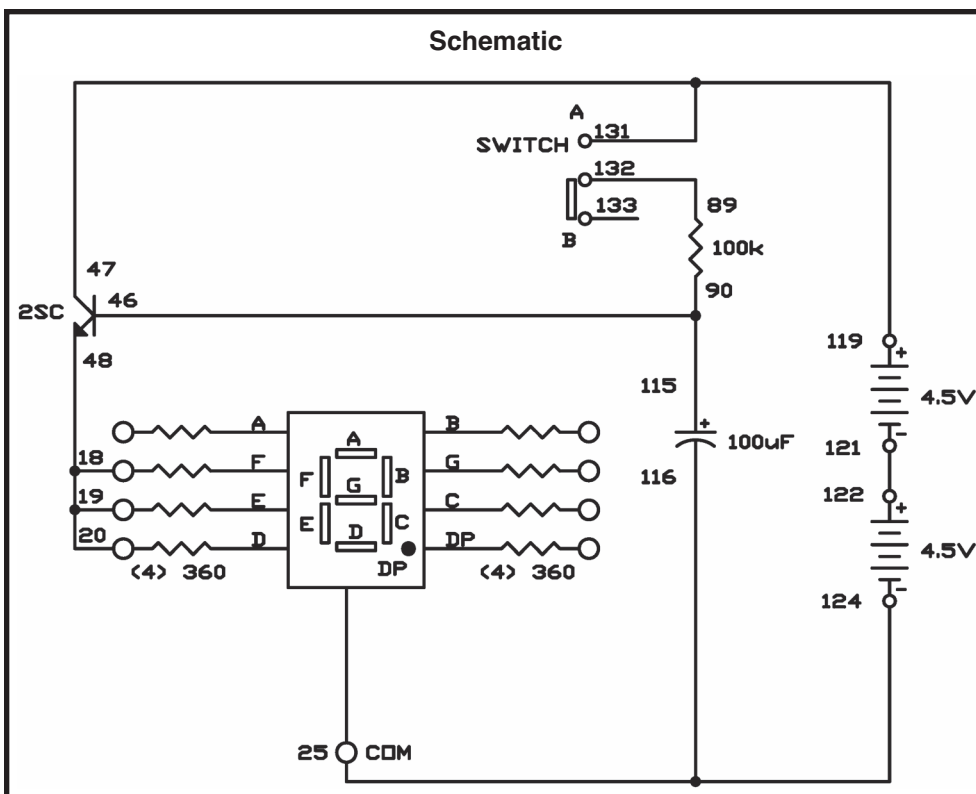 Schematic
A
131
SWITCH
132
133
B
89
100k
90
47
46
2SC
48
119
+
4.5V
-
121
122
+
4.5V
-
124
115
+
100uF
116
A
B
18
F
G
19
E
C
20
D
DP
A
F
B
G
E
C
D
DP
(4) 360
(4) 360
25
COM